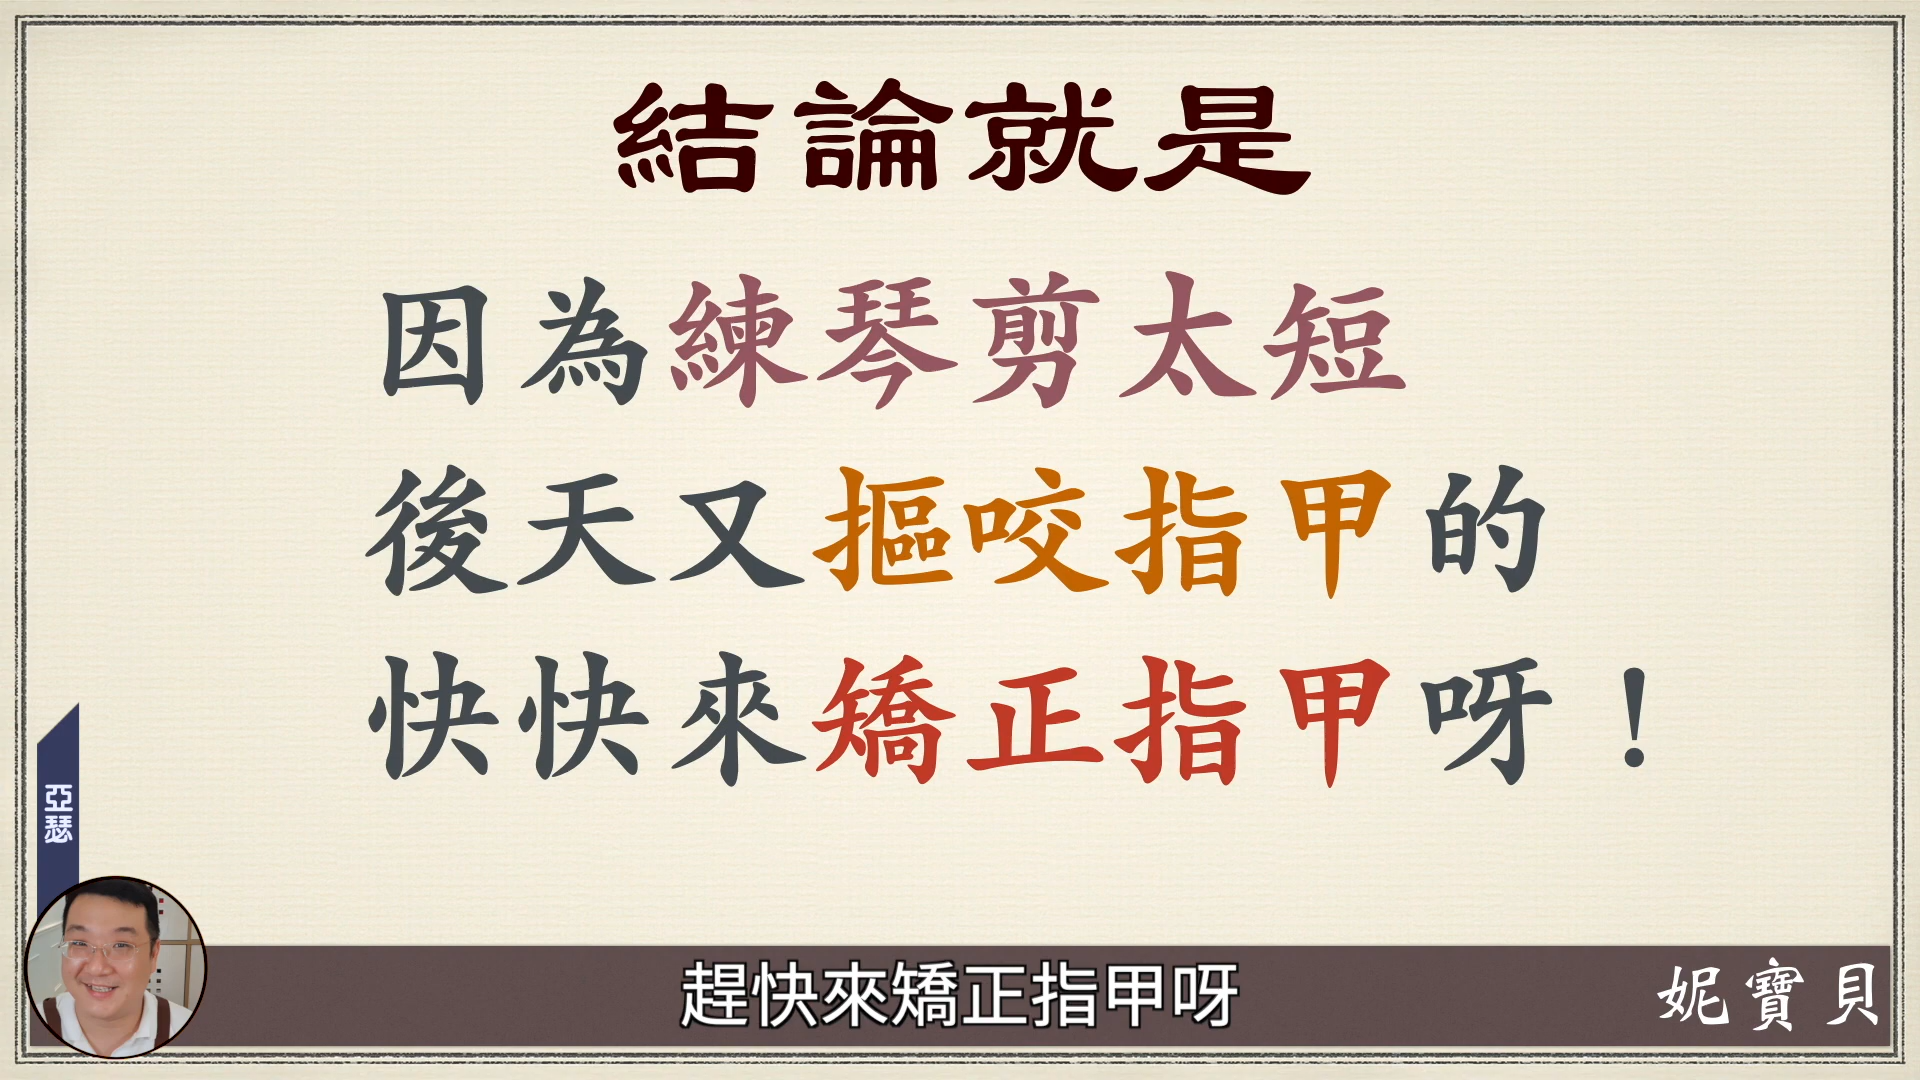 結論就是
因為練琴剪太短
後天又摳咬指甲的
快快來矯正指甲呀！
亞瑟
趕快來矯正指甲呀
妮寶貝